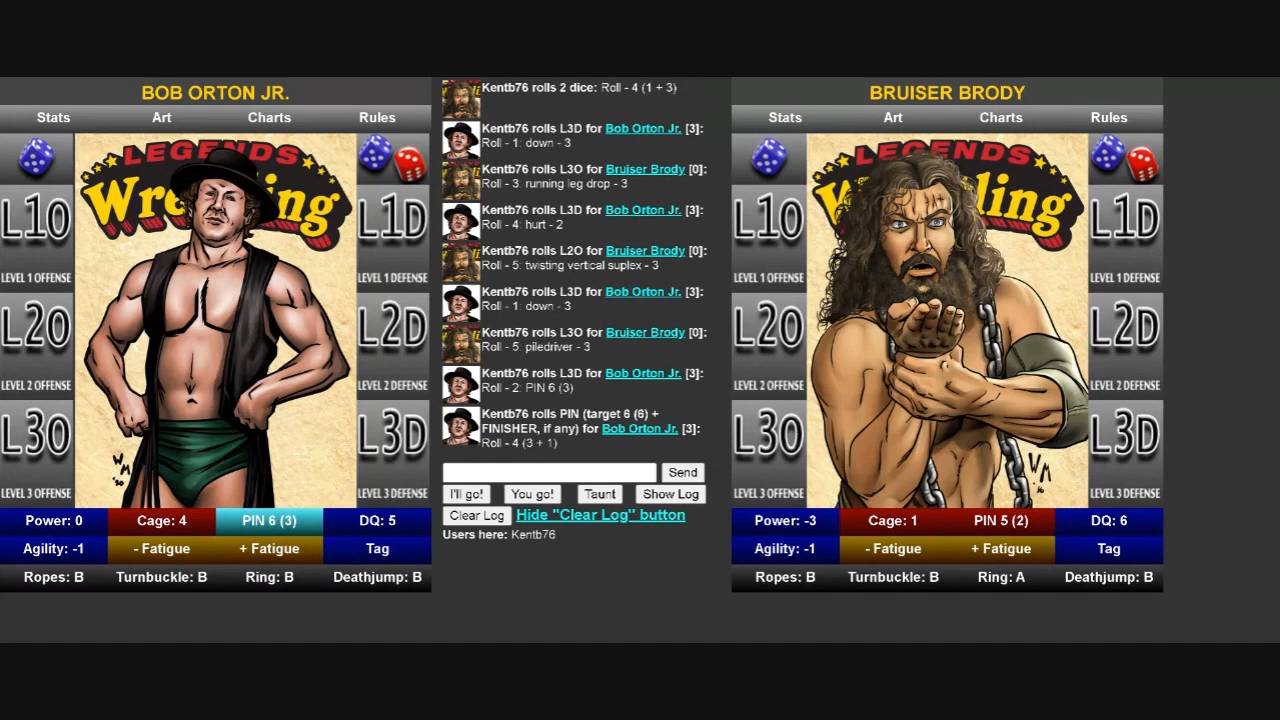 BOB ORTON JR.
Stats Art Charts Rules
LEGENDS
Wrestling
L1O
LEVEL 1 OFFENSE
L2O
LEVEL 2 OFFENSE
L3O
LEVEL 3 OFFENSE
L1D
LEVEL 1 DEFENSE
L2D
LEVEL 2 DEFENSE
L3D
LEVEL 3 DEFENSE
WM
Power: 0 Cage: 4 PIN 6 (3) DQ: 5
Agility: -1 - Fatigue + Fatigue Tag
Ropes: B Turnbuckle: B Ring: B Deathjump: B
Kentb76 rolls 2 dice: Roll - 4 (1 + 3)
Kentb76 rolls L3D for Bob Orton Jr. [3]:
Roll - 1: down - 3
Kentb76 rolls L3O for Bruiser Brody [0]:
Roll - 3: running leg drop - 3
Kentb76 rolls L3D for Bob Orton Jr. [3]:
Roll - 4: hurt - 2
Kentb76 rolls L2O for Bruiser Brody [0]:
Roll - 5: twisting vertical suplex - 3
Kentb76 rolls L3D for Bob Orton Jr. [3]:
Roll - 1: down - 3
Kentb76 rolls L3O for Bruiser Brody [0]:
Roll - 5: piledriver - 3
Kentb76 rolls L3D for Bob Orton Jr. [3]:
Roll - 2: PIN 6 (3)
Kentb76 rolls PIN (target 6 (6) +
FINISHER, if any) for Bob Orton Jr. [3]:
Roll - 4 (3 + 1)
Send
I'll go! You go! Taunt Show Log
Clear Log Hide "Clear Log" button
Users here: Kentb76
BRUISER BRODY
Stats Art Charts Rules
LEGENDS
L1O
LEVEL 1 OFFENSE
L2O
LEVEL 2 OFFENSE
L3O
LEVEL 3 OFFENSE
L1D
LEVEL 1 DEFENSE
L2D
LEVEL 2 DEFENSE
L3D
LEVEL 3 DEFENSE
WM
Power: -3 Cage: 1 PIN 5 (2) DQ: 6
Agility: -1 - Fatigue + Fatigue Tag
Ropes: B Turnbuckle: B Ring: A Deathjump: B